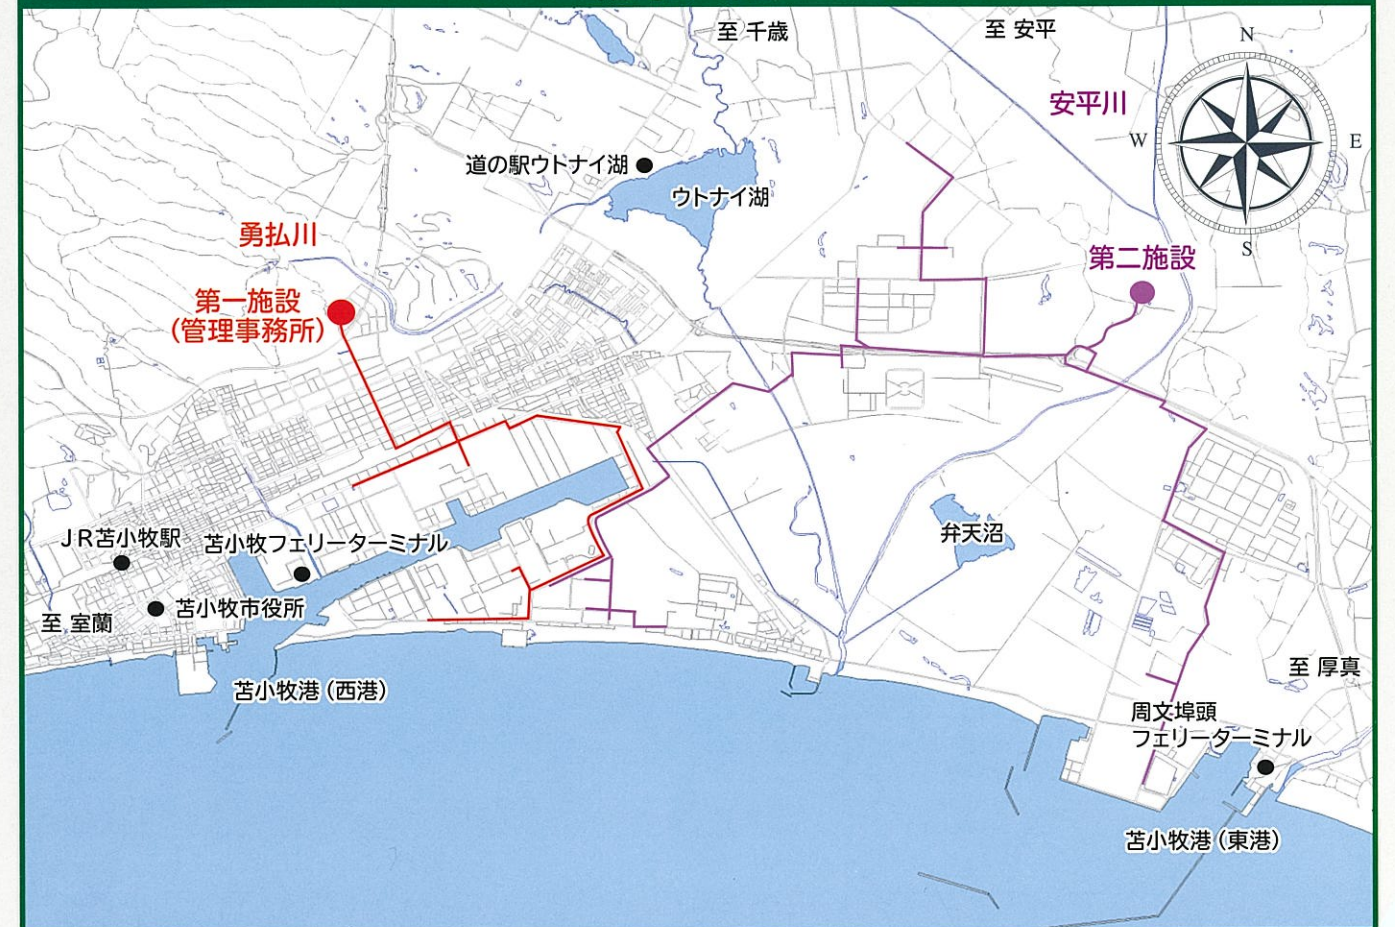 至 千歳
至 安平
安平川
N
W
E
S
道の駅ウトナイ湖
ウトナイ湖
勇払川
第二施設
第一施設
(管理事務所)
弁天沼
JR苫小牧駅
苫小牧フェリーターミナル
苫小牧市役所
至 室蘭
至 厚真
苫小牧港(西港)
周文埠頭
フェリーターミナル
苫小牧港(東港)